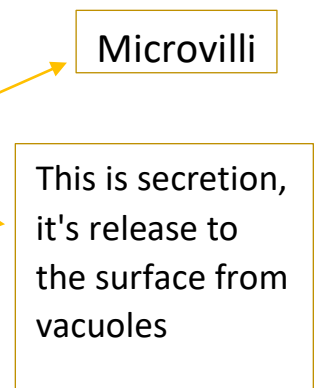 Microvilli
This is secretion,
it's release to
the surface from
vacuoles